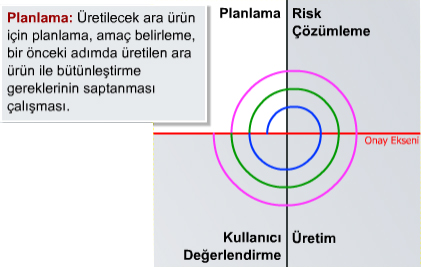 Planlama: Üretilecek ara ürün
için planlama, amaç belirleme,
bir önceki adımda üretilen ara
ürün ile bütünleştirme
gereklerinin saptanması
çalışması.
Planlama
Risk
Çözümleme
Onay Ekseni
Kullanıcı
Değerlendirme
Üretim